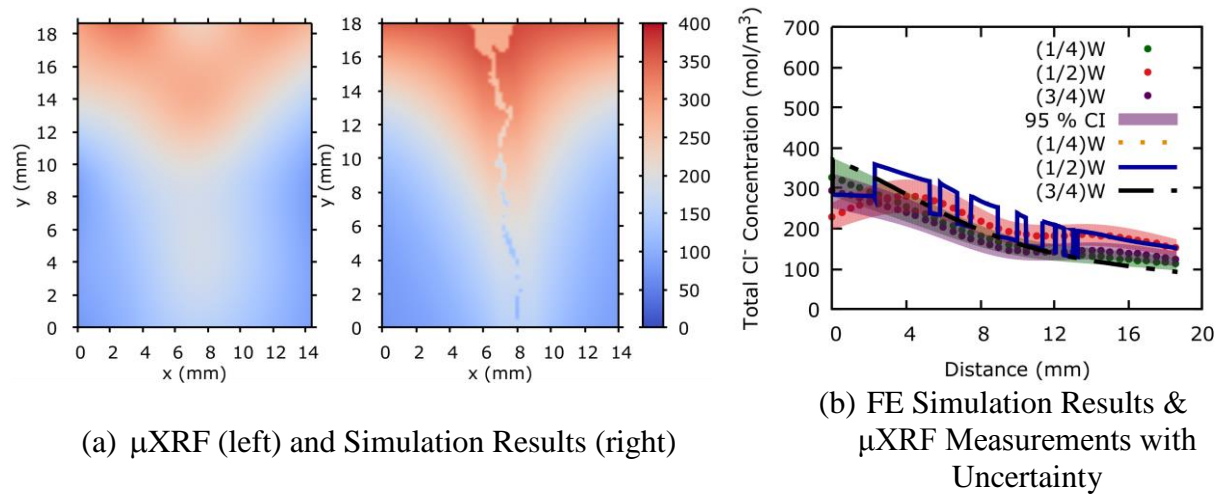 18
16
14
12
10
8
6
4
2
0
y (mm)
0 2 4 6 8 10 12 14
x (mm)
18
16
14
12
10
8
6
4
2
0
y (mm)
0 2 4 6 8 10 12 14
x (mm)
400
350
300
250
200
150
100
50
0
(a) μXRF (left) and Simulation Results (right)
700
600
500
400
300
200
100
0
Total Cl⁻ Concentration (mol/m³)
(1/4)W
(1/2)W
(3/4)W
95 % CI
(1/4)W
(1/2)W
(3/4)W
0 4 8 12 16 20
Distance (mm)
(b) FE Simulation Results &
μXRF Measurements with
Uncertainty